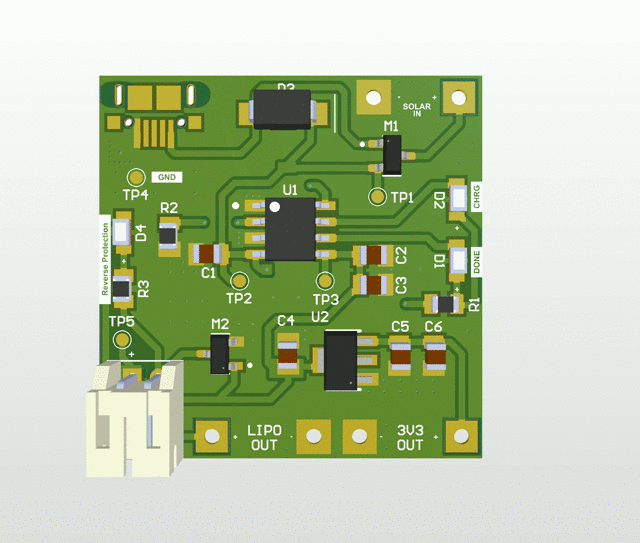 D3
- +
SOLAR
IN
M1
GND
TP4
U1
TP1
D2
CHRG
R2
D4
Reverse Protection
C1
C2
D1
DONE
C3
TP2
TP3
R3
R1
TP5
U2
M2
C4
C5
C6
+
+ LIPO -
OUT
- 3V3 +
OUT